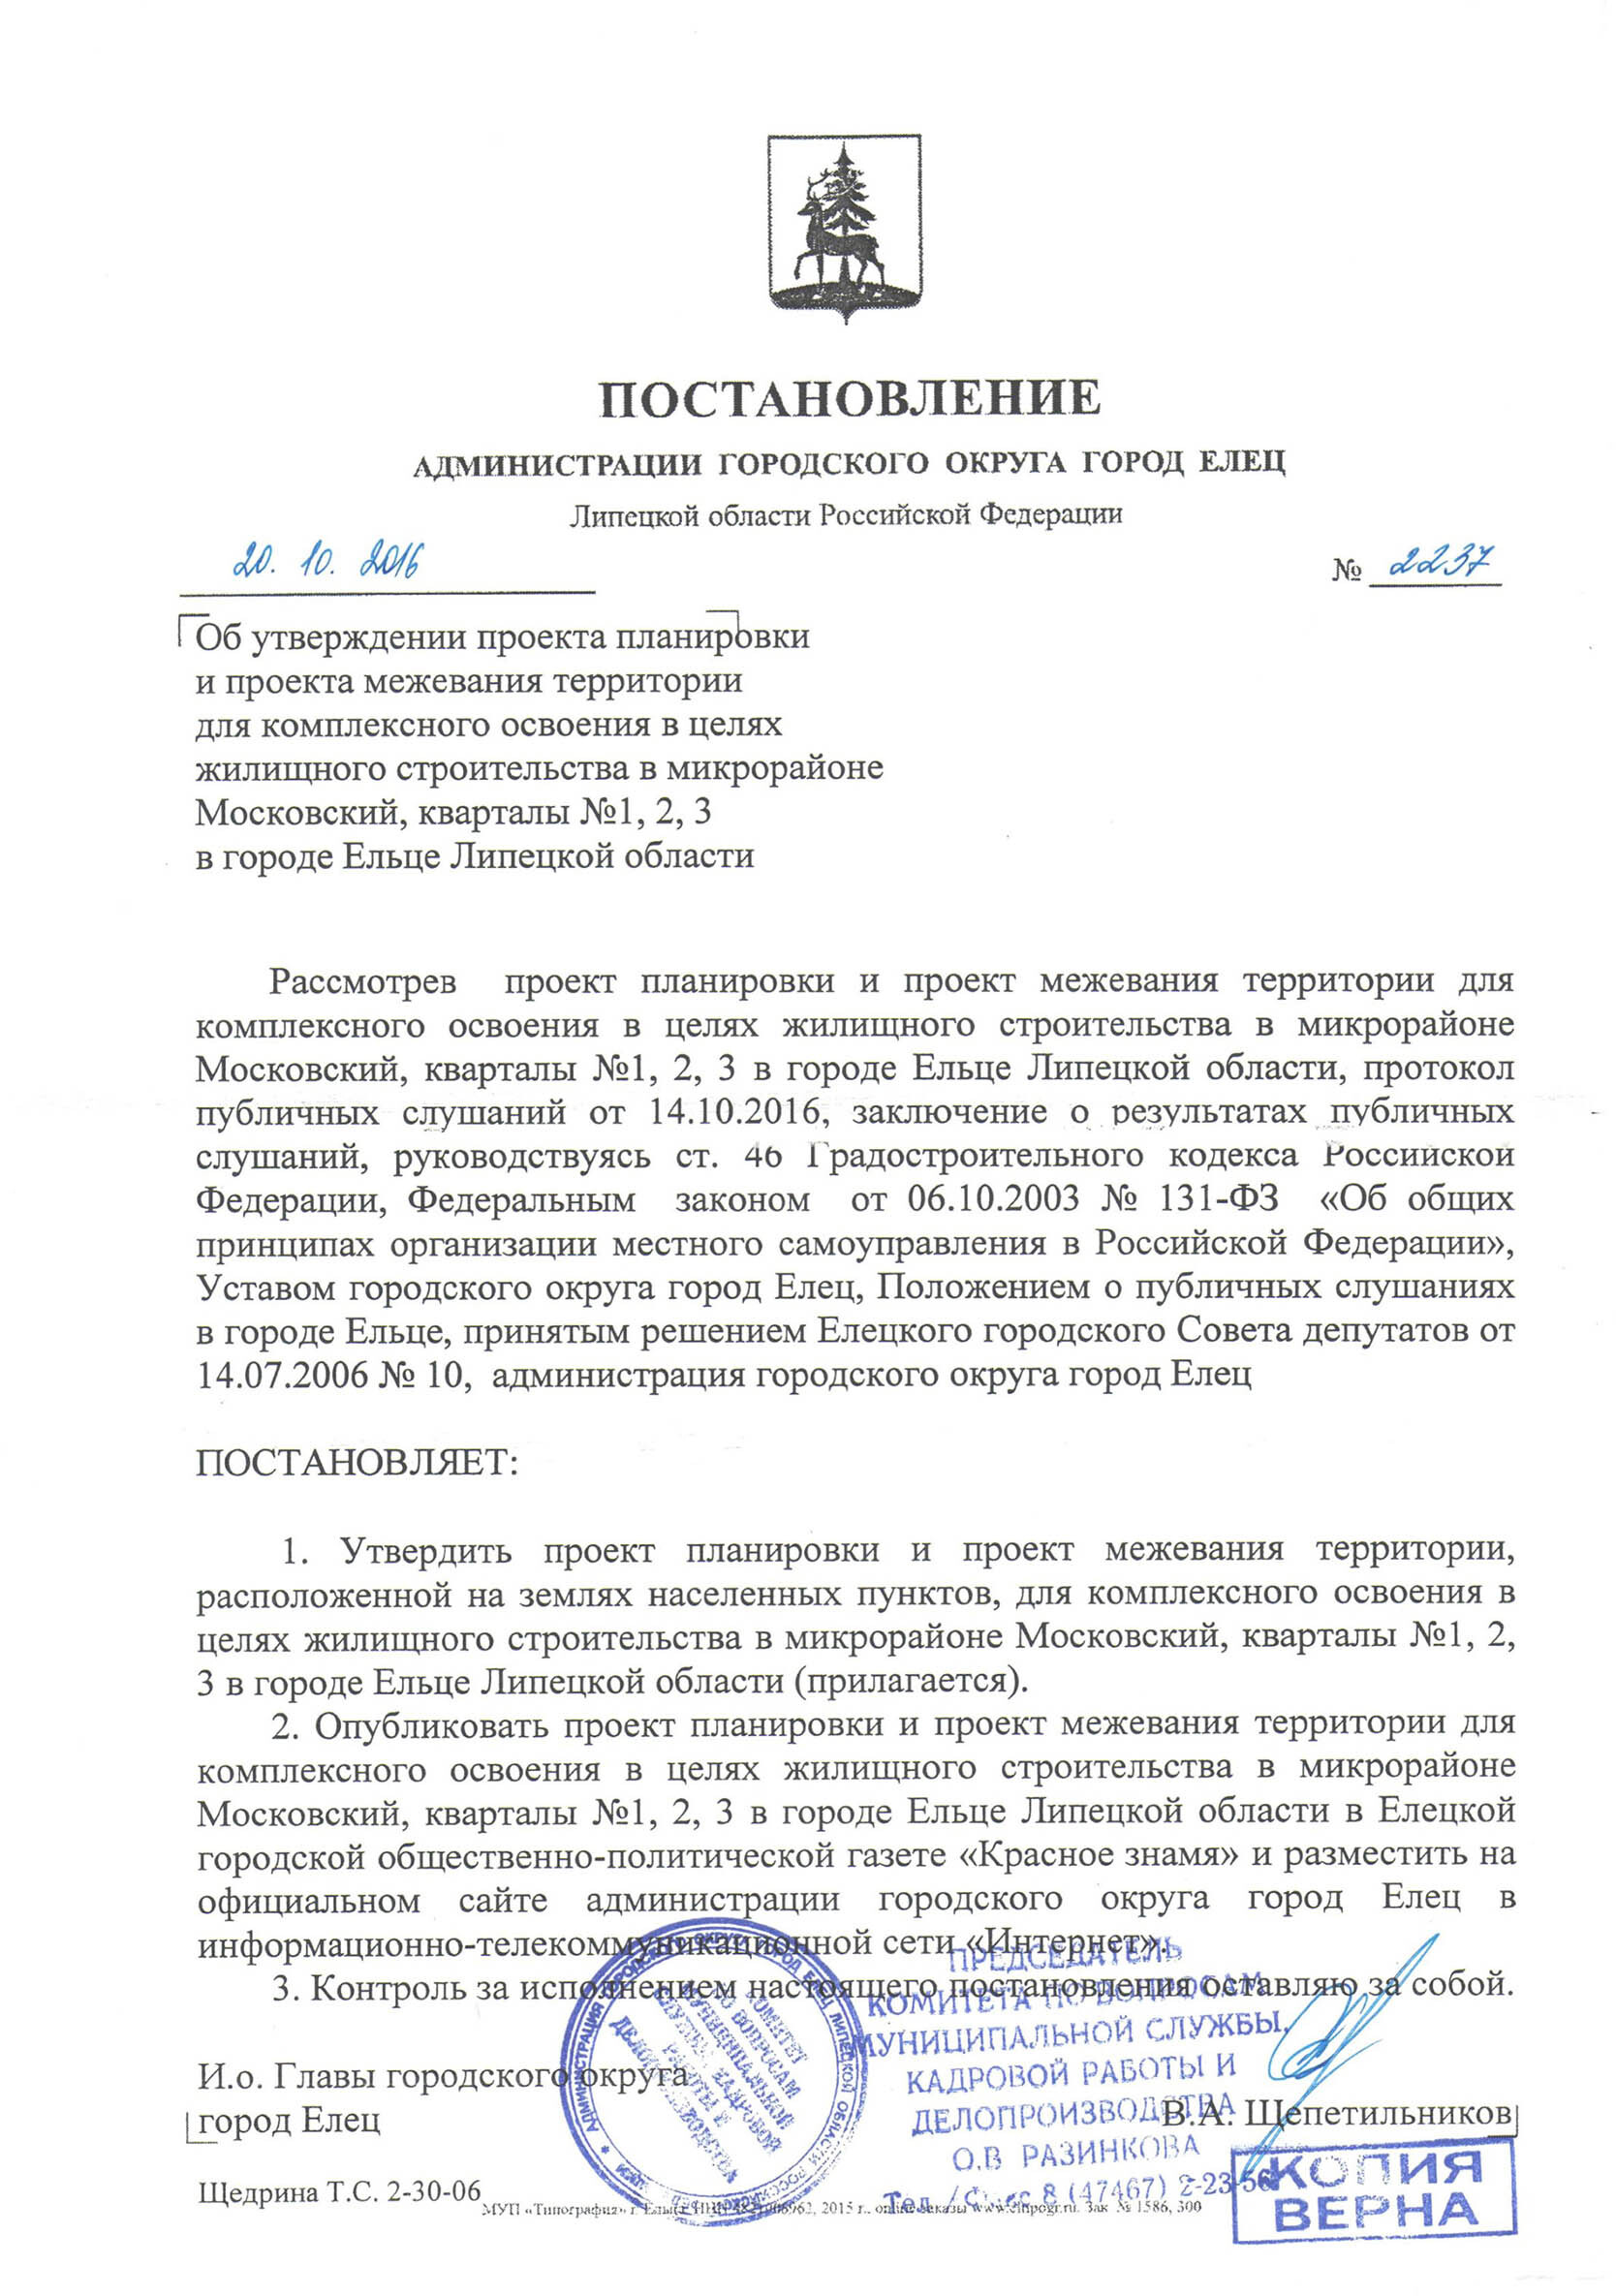 ПОСТАНОВЛЕНИЕ
АДМИНИСТРАЦИИ ГОРОДСКОГО ОКРУГА ГОРОД ЕЛЕЦ
Липецкой области Российской Федерации
20. 10. 2016
№ 2237
Об утверждении проекта планировки
и проекта межевания территории
для комплексного освоения в целях
жилищного строительства в микрорайоне
Московский, кварталы №1, 2, 3
в городе Ельце Липецкой области
Рассмотрев проект планировки и проект межевания территории для
комплексного освоения в целях жилищного строительства в микрорайоне
Московский, кварталы №1, 2, 3 в городе Ельце Липецкой области, протокол
публичных слушаний от 14.10.2016, заключение о результатах публичных
слушаний, руководствуясь ст. 46 Градостроительного кодекса Российской
Федерации, Федеральным законом от 06.10.2003 № 131-ФЗ «Об общих
принципах организации местного самоуправления в Российской Федерации»,
Уставом городского округа город Елец, Положением о публичных слушаниях
в городе Ельце, принятым решением Елецкого городского Совета депутатов от
14.07.2006 № 10, администрация городского округа город Елец
ПОСТАНОВЛЯЕТ:
1. Утвердить проект планировки и проект межевания территории,
расположенной на землях населенных пунктов, для комплексного освоения в
целях жилищного строительства в микрорайоне Московский, кварталы №1, 2,
3 в городе Ельце Липецкой области (прилагается).
2. Опубликовать проект планировки и проект межевания территории для
комплексного освоения в целях жилищного строительства в микрорайоне
Московский, кварталы №1, 2, 3 в городе Ельце Липецкой области в Елецкой
городской общественно-политической газете «Красное знамя» и разместить на
официальном сайте администрации городского округа город Елец в
информационно-телекоммуникационной сети «Интернет».
3. Контроль за исполнением настоящего постановления оставляю за собой.
И.о. Главы городского округа
город Елец
В.А. Щепетильников
АДМИНИСТРАЦИЯ ГОРОДСКОГО ОКРУГА ГОРОД ЕЛЕЦ ЛИПЕЦКОЙ ОБЛАСТИ
КОМИТЕТ
ПО ВОПРОСАМ
МУНИЦИПАЛЬНОЙ
СЛУЖБЫ, КАДРОВОЙ
РАБОТЫ И
ДЕЛОПРОИЗВОДСТВА
ПРЕДСЕДАТЕЛЬ
КОМИТЕТА ПО ВОПРОСАМ
МУНИЦИПАЛЬНОЙ СЛУЖБЫ,
КАДРОВОЙ РАБОТЫ И
ДЕЛОПРОИЗВОДСТВА
О.В РАЗИНКОВА
8 (47467) 2-23-56
Щедрина Т.С. 2-30-06
МУП «Типография» г. Елец, 2015 г., online-заказы Зак № 1586, 300
КОПИЯ
ВЕРНА